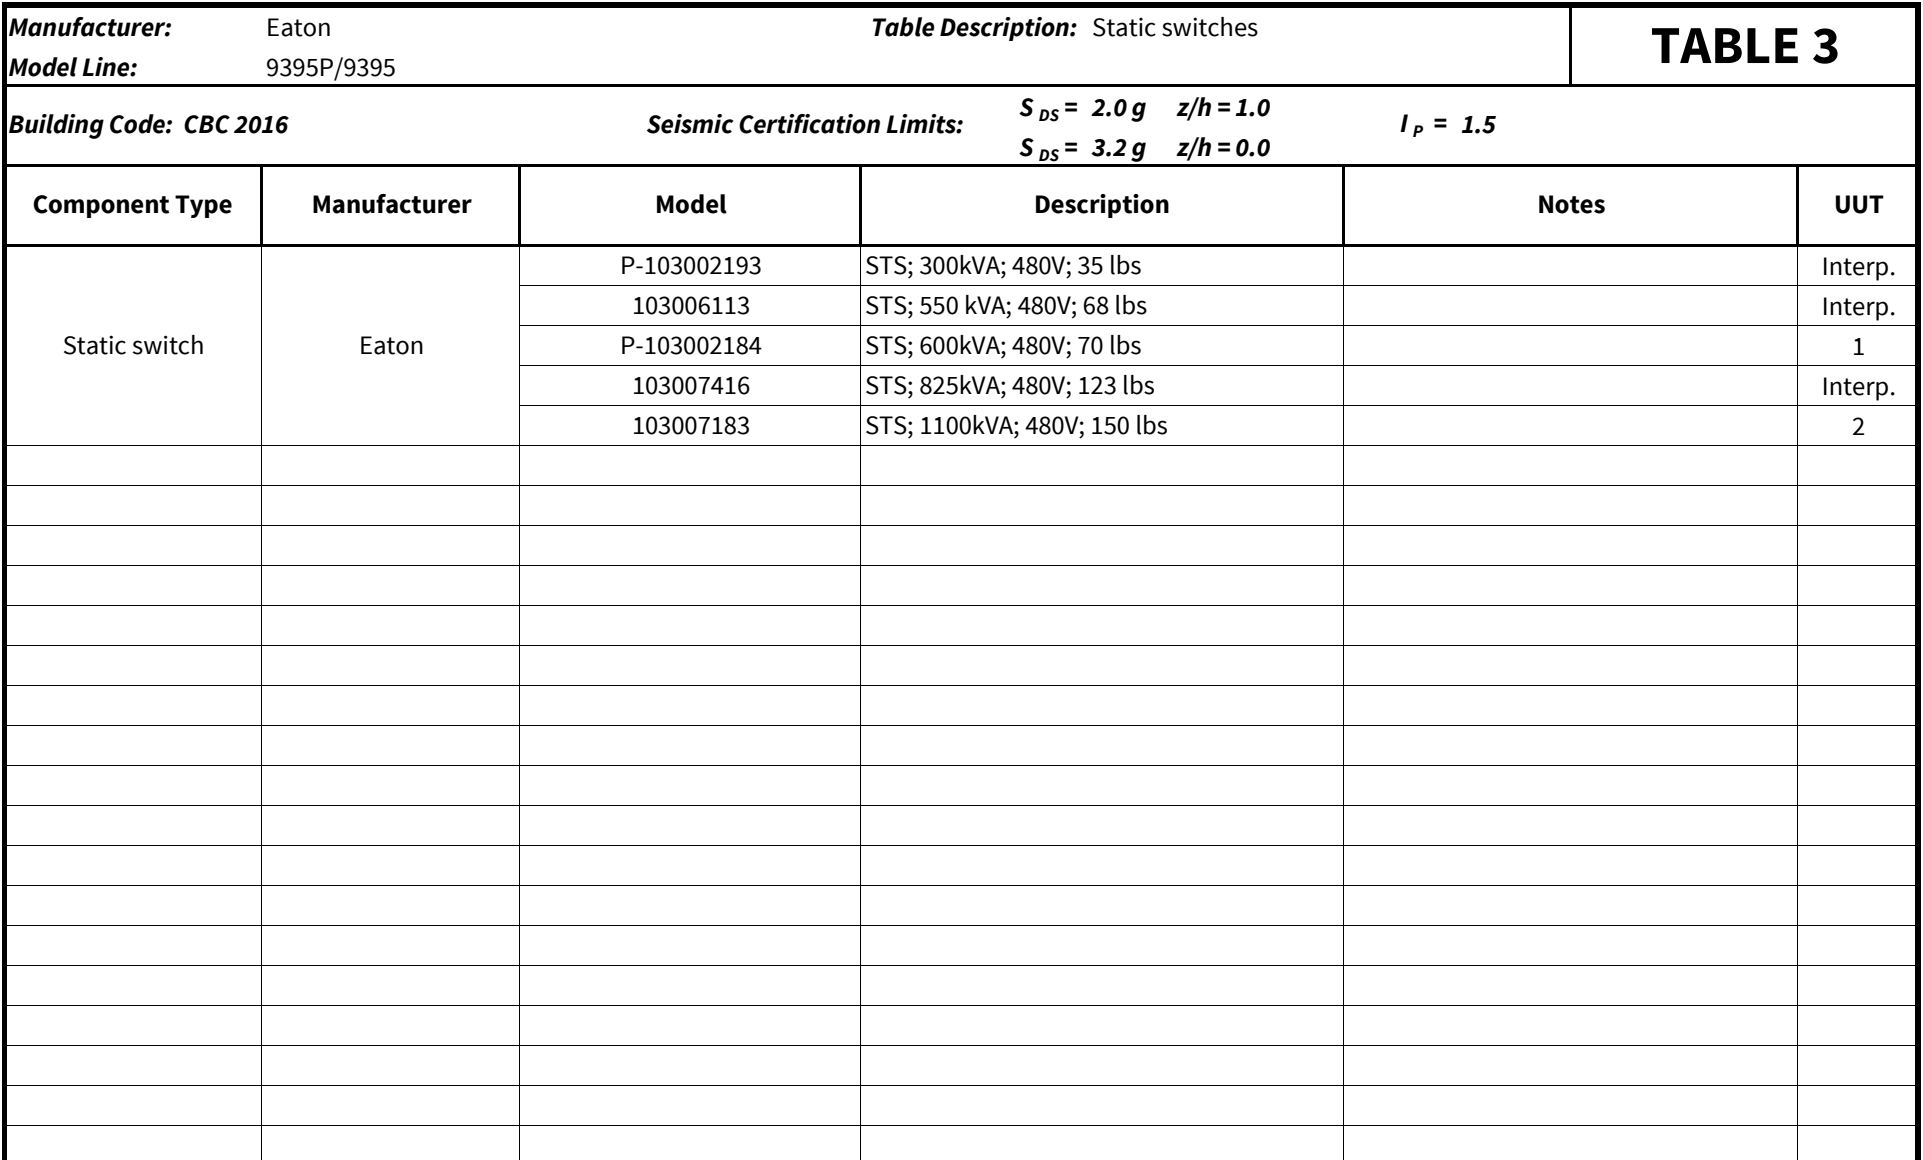 Manufacturer: Eaton Table Description: Static switches TABLE 3
Model Line: 9395P/9395
Building Code: CBC 2016 Seismic Certification Limits: S DS = 2.0 g z/h = 1.0 I P = 1.5
S DS = 3.2 g z/h = 0.0
Component Type Manufacturer Model Description Notes UUT
P-103002193 STS; 300kVA; 480V; 35 lbs Interp.
103006113 STS; 550 kVA; 480V; 68 lbs Interp.
Static switch Eaton P-103002184 STS; 600kVA; 480V; 70 lbs 1
103007416 STS; 825kVA; 480V; 123 lbs Interp.
103007183 STS; 1100kVA; 480V; 150 lbs 2